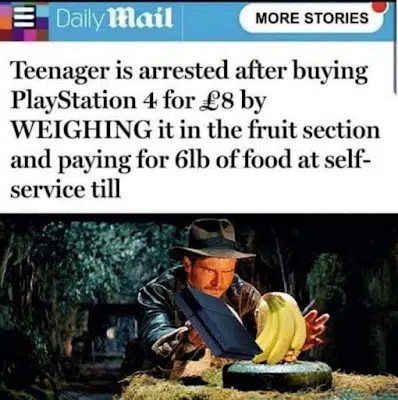 Daily Mail
MORE STORIES
Teenager is arrested after buying
PlayStation 4 for £8 by
WEIGHING it in the fruit section
and paying for 6lb of food at self-
service till